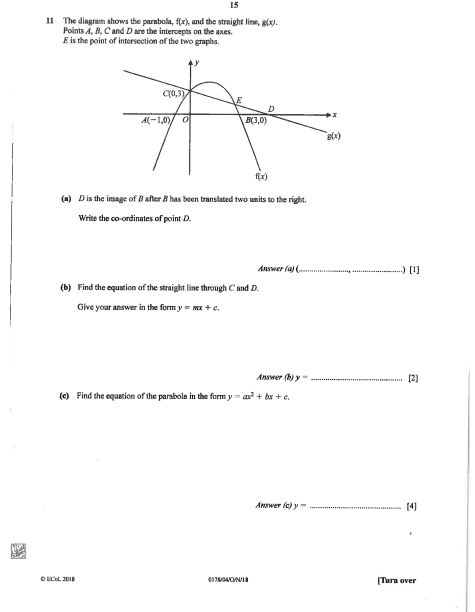 15
11 The diagram shows the parabola, f(x), and the straight line, g(x).
Points A, B, C and D are the intercepts on the axes.
E is the point of intersection of the two graphs.
y
C(0,3)
E
D
x
A(−1,0)
O
B(3,0)
g(x)
f(x)
(a) D is the image of B after B has been translated two units to the right.
Write the co-ordinates of point D.
Answer (a) (......................, ......................) [1]
(b) Find the equation of the straight line through C and D.
Give your answer in the form y = mx + c.
Answer (b) y = .......................................... [2]
(c) Find the equation of the parabola in the form y = ax² + bx + c.
Answer (c) y = .......................................... [4]
© ECoL 2018
0178/04/O/N/18
[Turn over